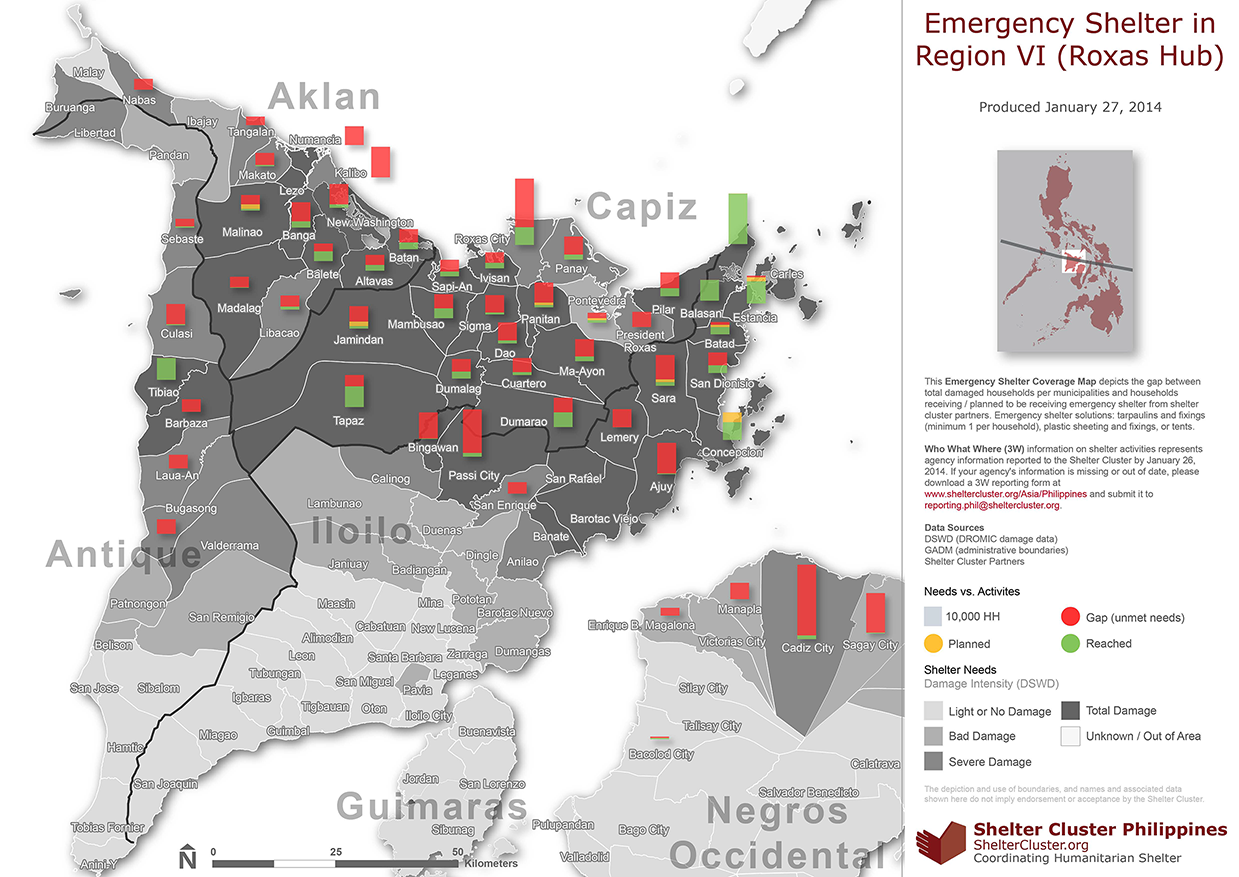 Emergency Shelter in
Region VI (Roxas Hub)
Produced January 27, 2014
Aklan
Capiz
Antique
Iloilo
Guimaras
Negros
Occidental
Malay
Nabas
Buruanga
Libertad
Ibajay
Pandan
Tangalan
Numancia
Makato
Kalibo
Lezo
New Washington
Malinao
Banga
Sebaste
Batan
Balete
Altavas
Roxas City
Sapi-An
Ivisan
Panay
Carles
Madalag
Libacao
Culasi
Jamindan
Mambusao
Sigma
Panitan
Pontevedra
Pilar
Balasan
Estancia
President
Roxas
Batad
Dao
Ma-Ayon
Tibiao
Dumalag
Cuartero
Sara
San Dionisio
Barbaza
Tapaz
Dumarao
Lemery
Bingawan
Concepcion
Laua-An
Calinog
Passi City
San Rafâel
Ajuy
Bugasong
Lambunao
San Enrique
Barotac Viejo
Valderrama
Duenas
Banate
Janiuay
Badiangan
Dingle
Anilao
Patnongon
San Remigio
Maasin
Mina
Pototan
Barotac Nuevo
Cabatuan
New Lucena
Belison
Alimodian
Leon
Santa Barbara
Zarraga
Dumangas
Tubungan
San Miguel
Leganes
Pavia
San Jose
Sibalom
Igbaras
Tigbauan
Oton
Iloilo City
Guimbal
Miagao
Buenavista
Hamtic
San Joaquin
Jordan
San Lorenzo
Tobias Fornier
Sibunag
Anini-Y
Enrique B. Magalona
Manapla
Victorias City
Cadiz City
Sagay City
Silay City
Talisay City
Bacolod City
Calatrava
Salvador Benedicto
Pulupandan
Bago City
Valladolid
N
0 25 50 Kilometers
This Emergency Shelter Coverage Map depicts the gap between
total damaged households per municipalities and households
receiving / planned to be receiving emergency shelter from shelter
cluster partners. Emergency shelter solutions: tarpaulins and fixings
(minimum 1 per household), plastic sheeting and fixings, or tents.
Who What Where (3W) information on shelter activities represents
agency information reported to the Shelter Cluster by January 26,
2014. If your agency's information is missing or out of date, please
download a 3W reporting form at
www.sheltercluster.org/Asia/Philippines and submit it to
reporting.phil@sheltercluster.org.
Data Sources
DSWD (DROMIC damage data)
GADM (administrative boundaries)
Shelter Cluster Partners
Needs vs. Activites
10,000 HH
Gap (unmet needs)
Planned
Reached
Shelter Needs
Damage Intensity (DSWD)
Light or No Damage
Total Damage
Bad Damage
Unknown / Out of Area
Severe Damage
The depiction and use of boundaries, and names and associated data
shown here do not imply endorsement or acceptance by the Shelter Cluster.
Shelter Cluster Philippines
ShelterCluster.org
Coordinating Humanitarian Shelter